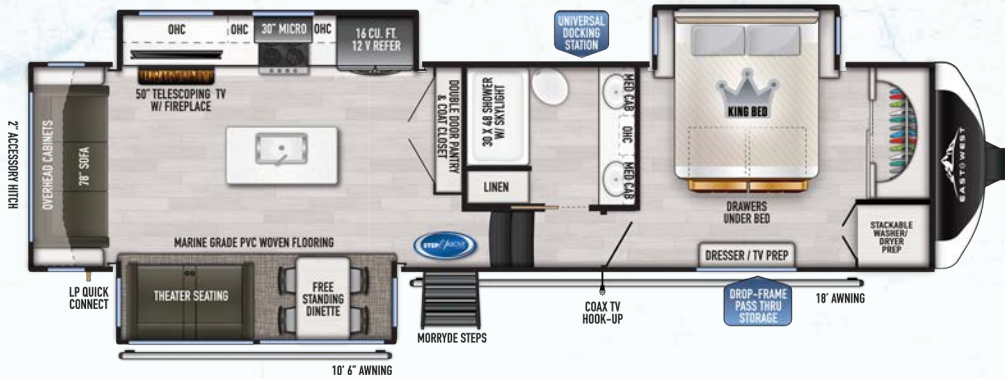 OHC
OHC
30" MICRO
OHC
16 CU. FT.
12 V REFER
50" TELESCOPING TV
W/ FIREPLACE
2" ACCESSORY HITCH
OVERHEAD CABINETS
78" SOFA
DOUBLE DOOR PANTRY
& COAT CLOSET
30 X 48 SHOWER
W/ SKYLIGHT
LINEN
UNIVERSAL
DOCKING
STATION
MED CAB
OHC
MED CAB
KING BED
DRAWERS
UNDER BED
EAST WEST
STACKABLE
WASHER/
DRYER
PREP
MARINE GRADE PVC WOVEN FLOORING
STEP ABOVE
DRESSER / TV PREP
LP QUICK
CONNECT
THEATER SEATING
FREE
STANDING
DINETTE
MORRYDE STEPS
COAX TV
HOOK-UP
DROP-FRAME
PASS THRU
STORAGE
18' AWNING
10' 6" AWNING